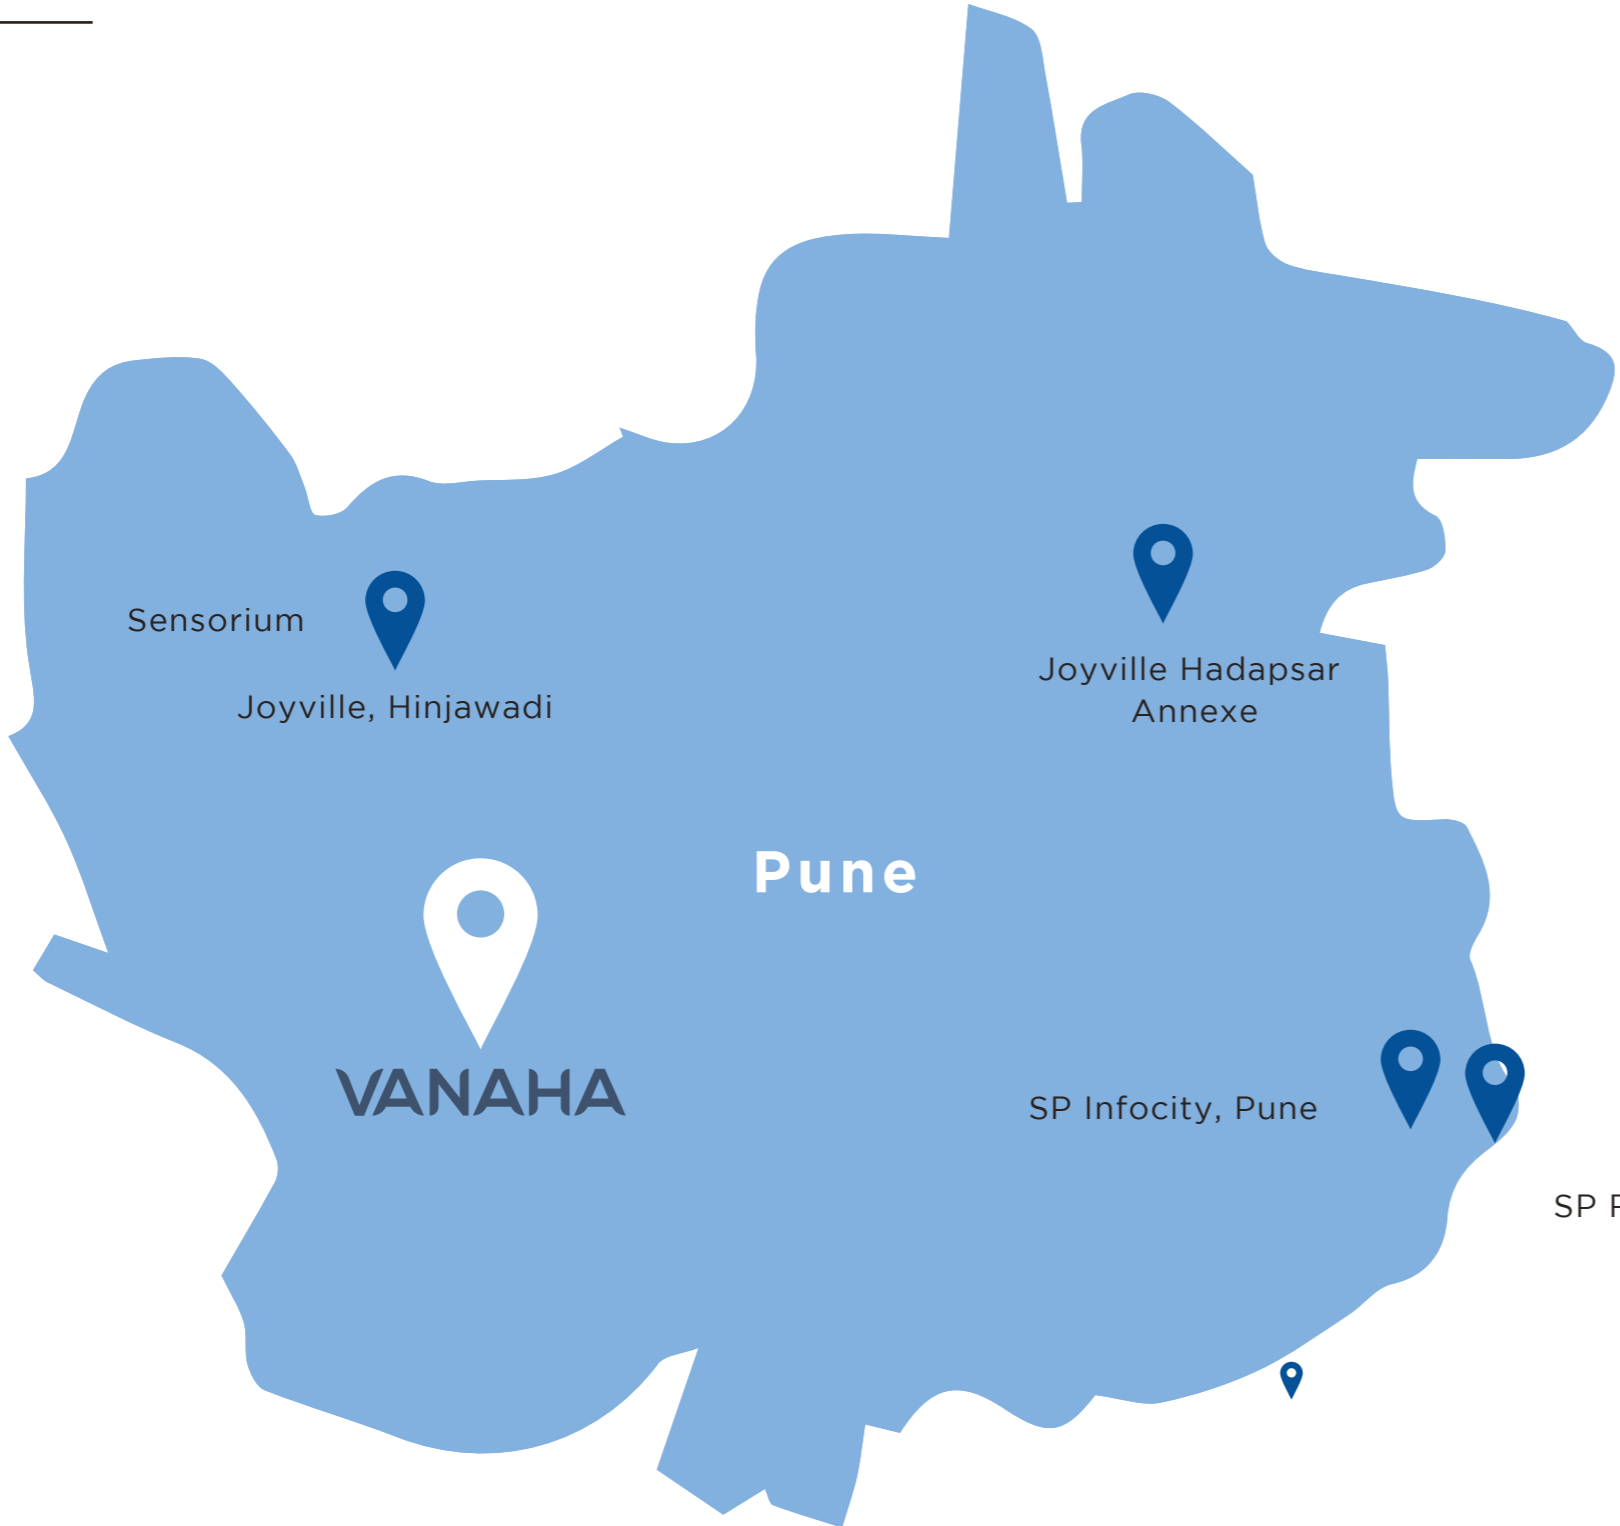 Sensorium
Joyville, Hinjawadi
Joyville Hadapsar
Annexe
Pune
VANAHA
SP Infocity, Pune
SP